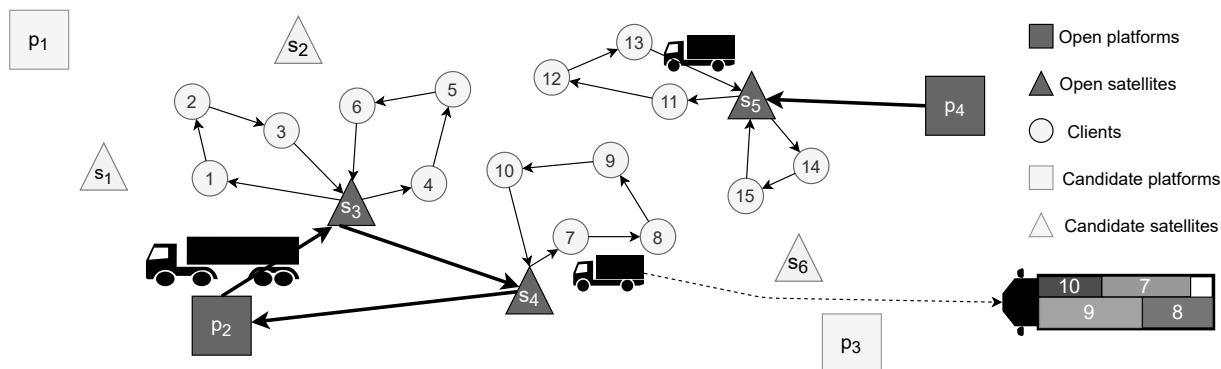 p1
s2
13
Open platforms
6
5
12
11
s5
p4
Open satellites
2
3
Clients
1
4
10
9
14
s1
s3
15
Candidate platforms
7
8
Candidate satellites
s6
s4
10 7
p2
9 8
p3